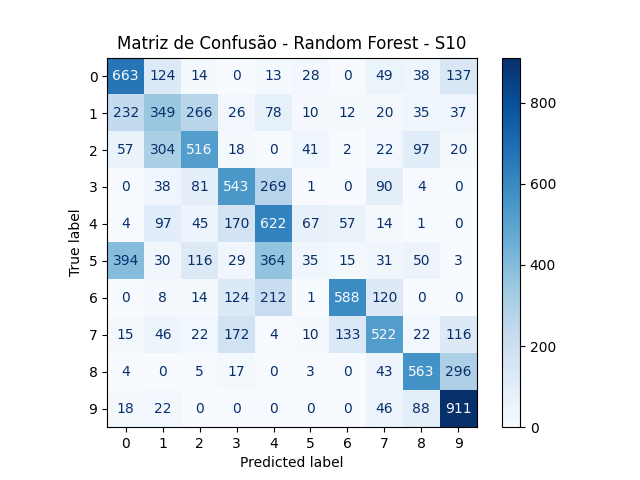 Matriz de Confusão - Random Forest - S10
0 663 124 14 0 13 28 0 49 38 137
1 232 349 266 26 78 10 12 20 35 37
2 57 304 516 18 0 41 2 22 97 20
3 0 38 81 543 269 1 0 90 4 0
4 4 97 45 170 622 67 57 14 1 0
5 394 30 116 29 364 35 15 31 50 3
6 0 8 14 124 212 1 588 120 0 0
7 15 46 22 172 4 10 133 522 22 116
8 4 0 5 17 0 3 0 43 563 296
9 18 22 0 0 0 0 0 46 88 911
0 1 2 3 4 5 6 7 8 9
Predicted label
True label
800
600
400
200
0